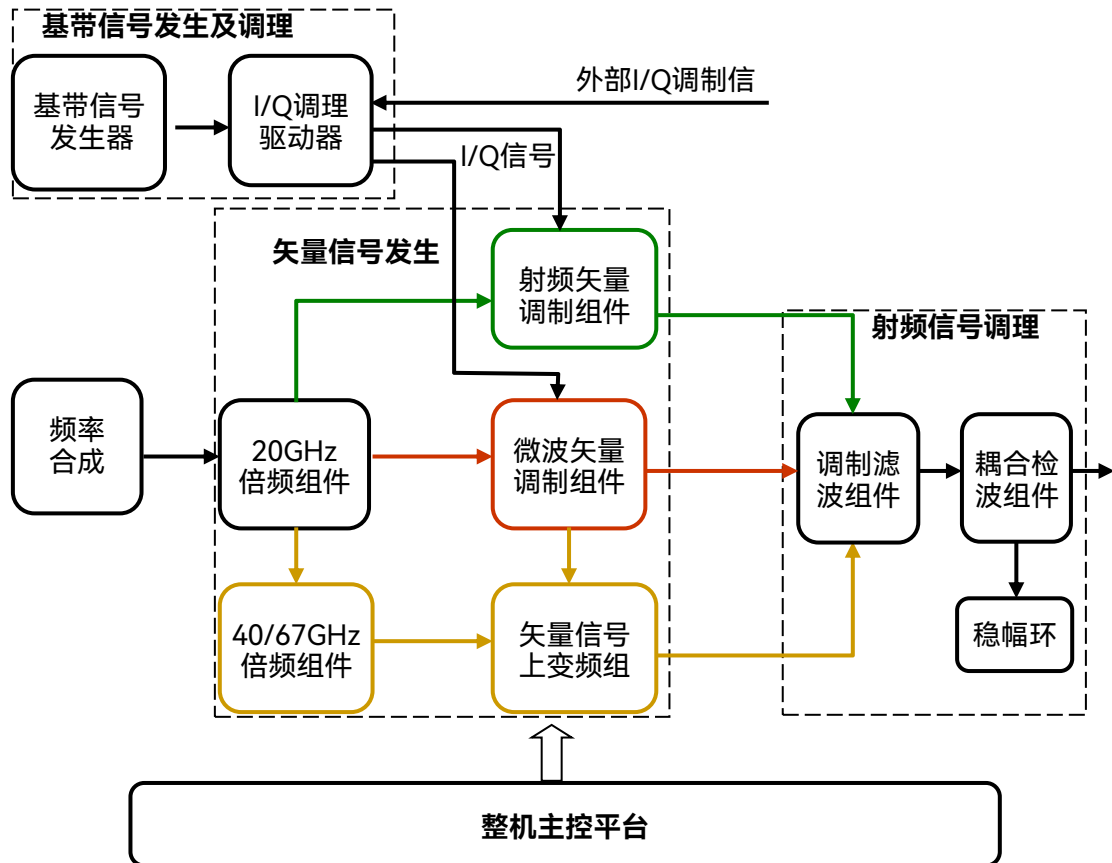 基带信号发生及调理
基带信号
发生器
I/Q调理
驱动器
外部I/Q调制信
I/Q信号
矢量信号发生
射频矢量
调制组件
射频信号调理
频率
合成
20GHz
倍频组件
微波矢量
调制组件
调制滤
波组件
耦合检
波组件
40/67GHz
倍频组件
矢量信号
上变频组
稳幅环
整机主控平台